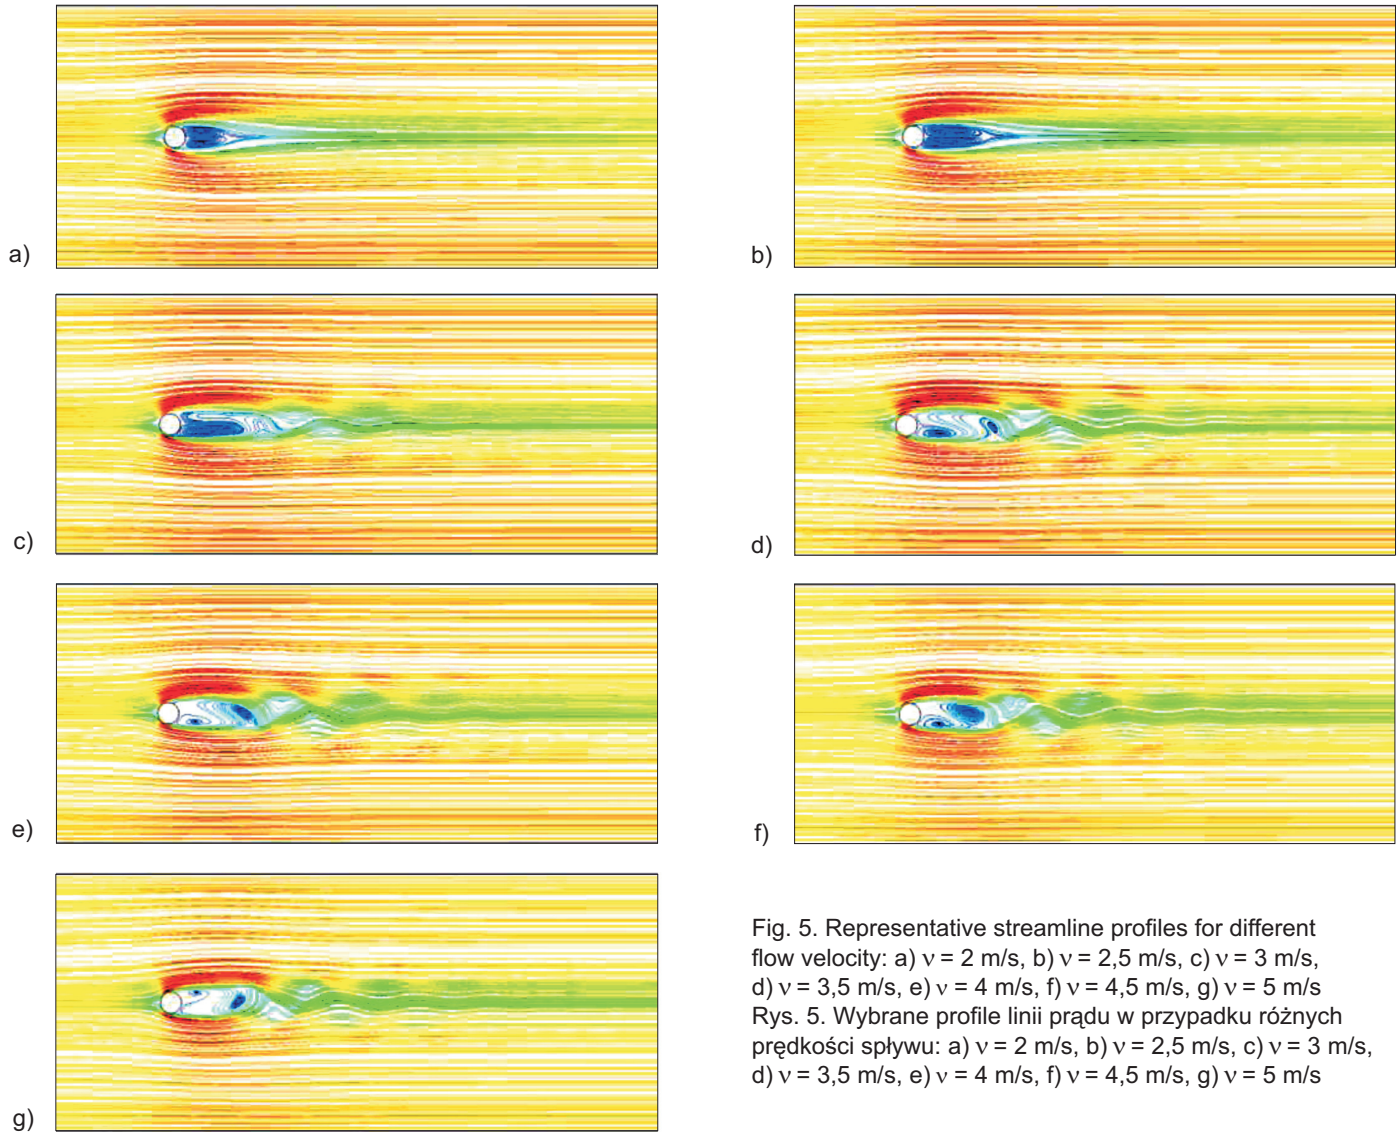 a)
b)
c)
d)
e)
f)
g)
Fig. 5. Representative streamline profiles for different
flow velocity: a) ν = 2 m/s, b) ν = 2,5 m/s, c) ν = 3 m/s,
d) ν = 3,5 m/s, e) ν = 4 m/s, f) ν = 4,5 m/s, g) ν = 5 m/s
Rys. 5. Wybrane profile linii prądu w przypadku różnych
prędkości spływu: a) ν = 2 m/s, b) ν = 2,5 m/s, c) ν = 3 m/s,
d) ν = 3,5 m/s, e) ν = 4 m/s, f) ν = 4,5 m/s, g) ν = 5 m/s